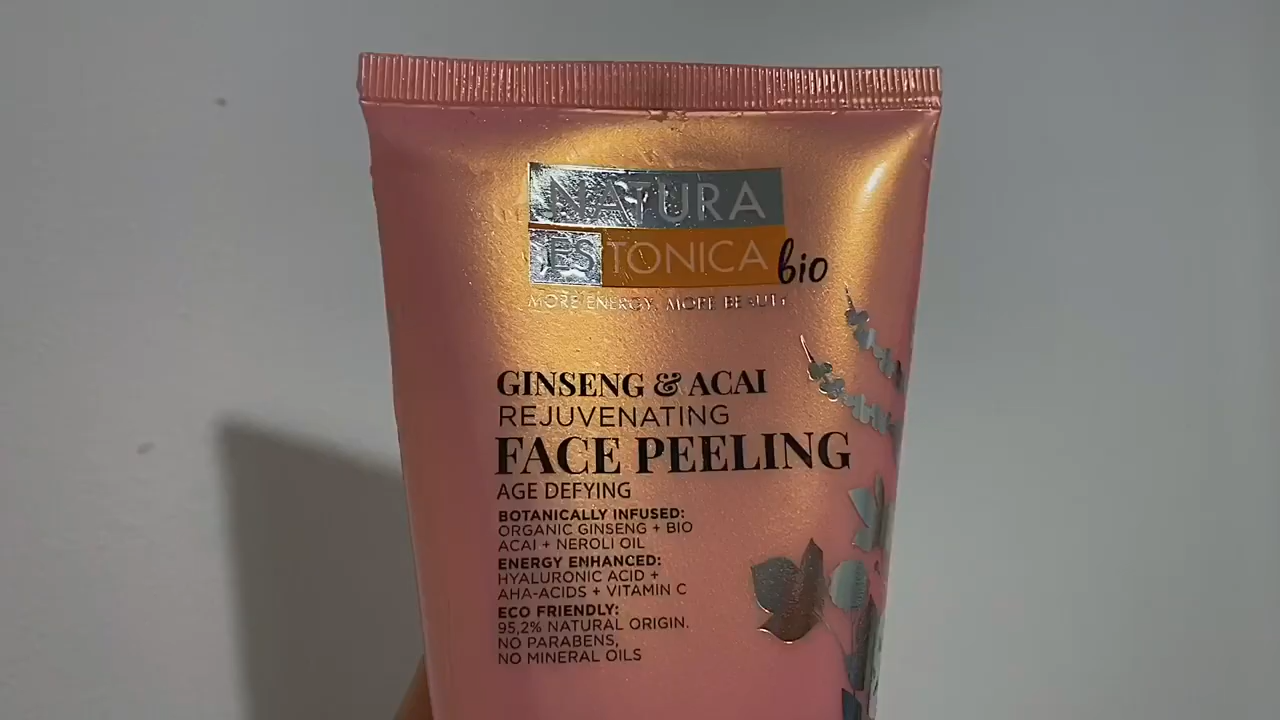 NATURA
ESTONICA bio
MORE ENERGY. MORE BEAUTY
GINSENG & ACAI
REJUVENATING
FACE PEELING
AGE DEFYING
BOTANICALLY INFUSED:
ORGANIC GINSENG + BIO
ACAI + NEROLI OIL
ENERGY ENHANCED:
HYALURONIC ACID +
AHA-ACIDS + VITAMIN C
ECO FRIENDLY:
95,2% NATURAL ORIGIN.
NO PARABENS,
NO MINERAL OILS